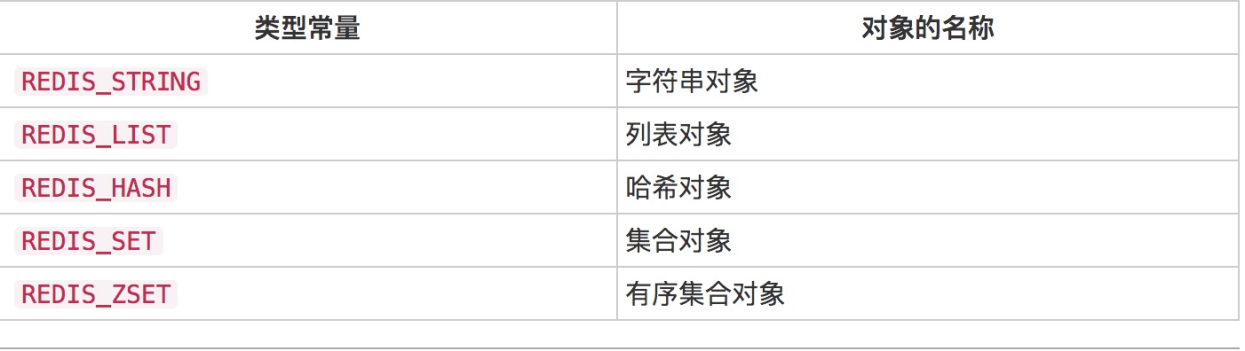 类型常量 对象的名称
REDIS_STRING 字符串对象
REDIS_LIST 列表对象
REDIS_HASH 哈希对象
REDIS_SET 集合对象
REDIS_ZSET 有序集合对象